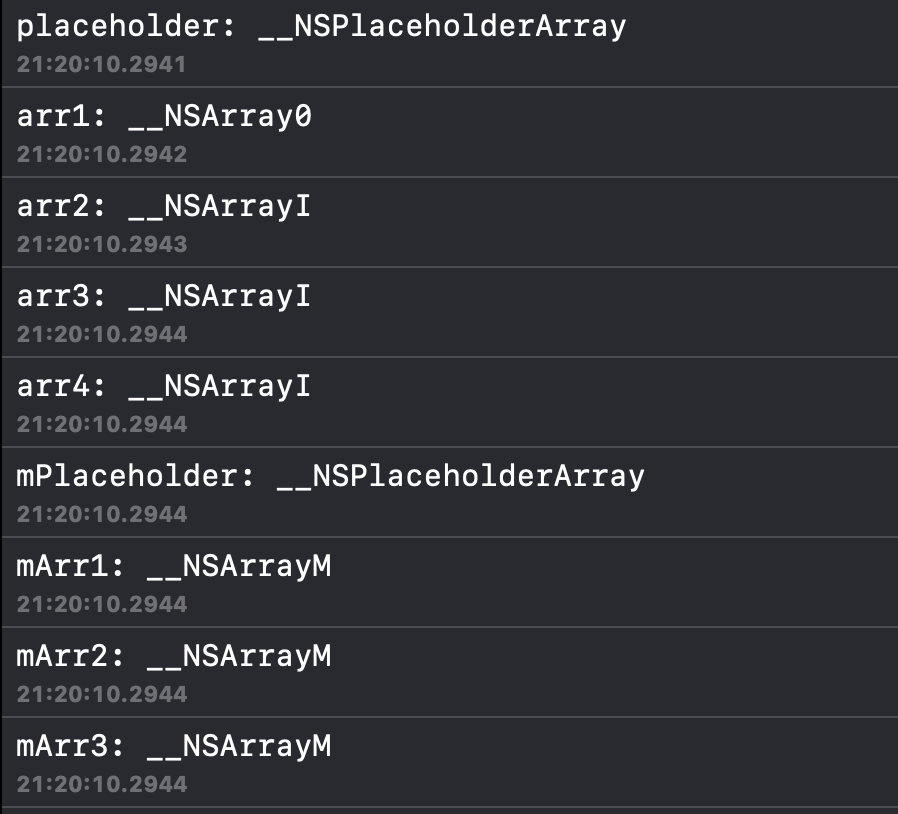 placeholder: __NSPlaceholderArray
21:20:10.2941
arr1: __NSArray0
21:20:10.2942
arr2: __NSArrayI
21:20:10.2943
arr3: __NSArrayI
21:20:10.2944
arr4: __NSArrayI
21:20:10.2944
mPlaceholder: __NSPlaceholderArray
21:20:10.2944
mArr1: __NSArrayM
21:20:10.2944
mArr2: __NSArrayM
21:20:10.2944
mArr3: __NSArrayM
21:20:10.2944